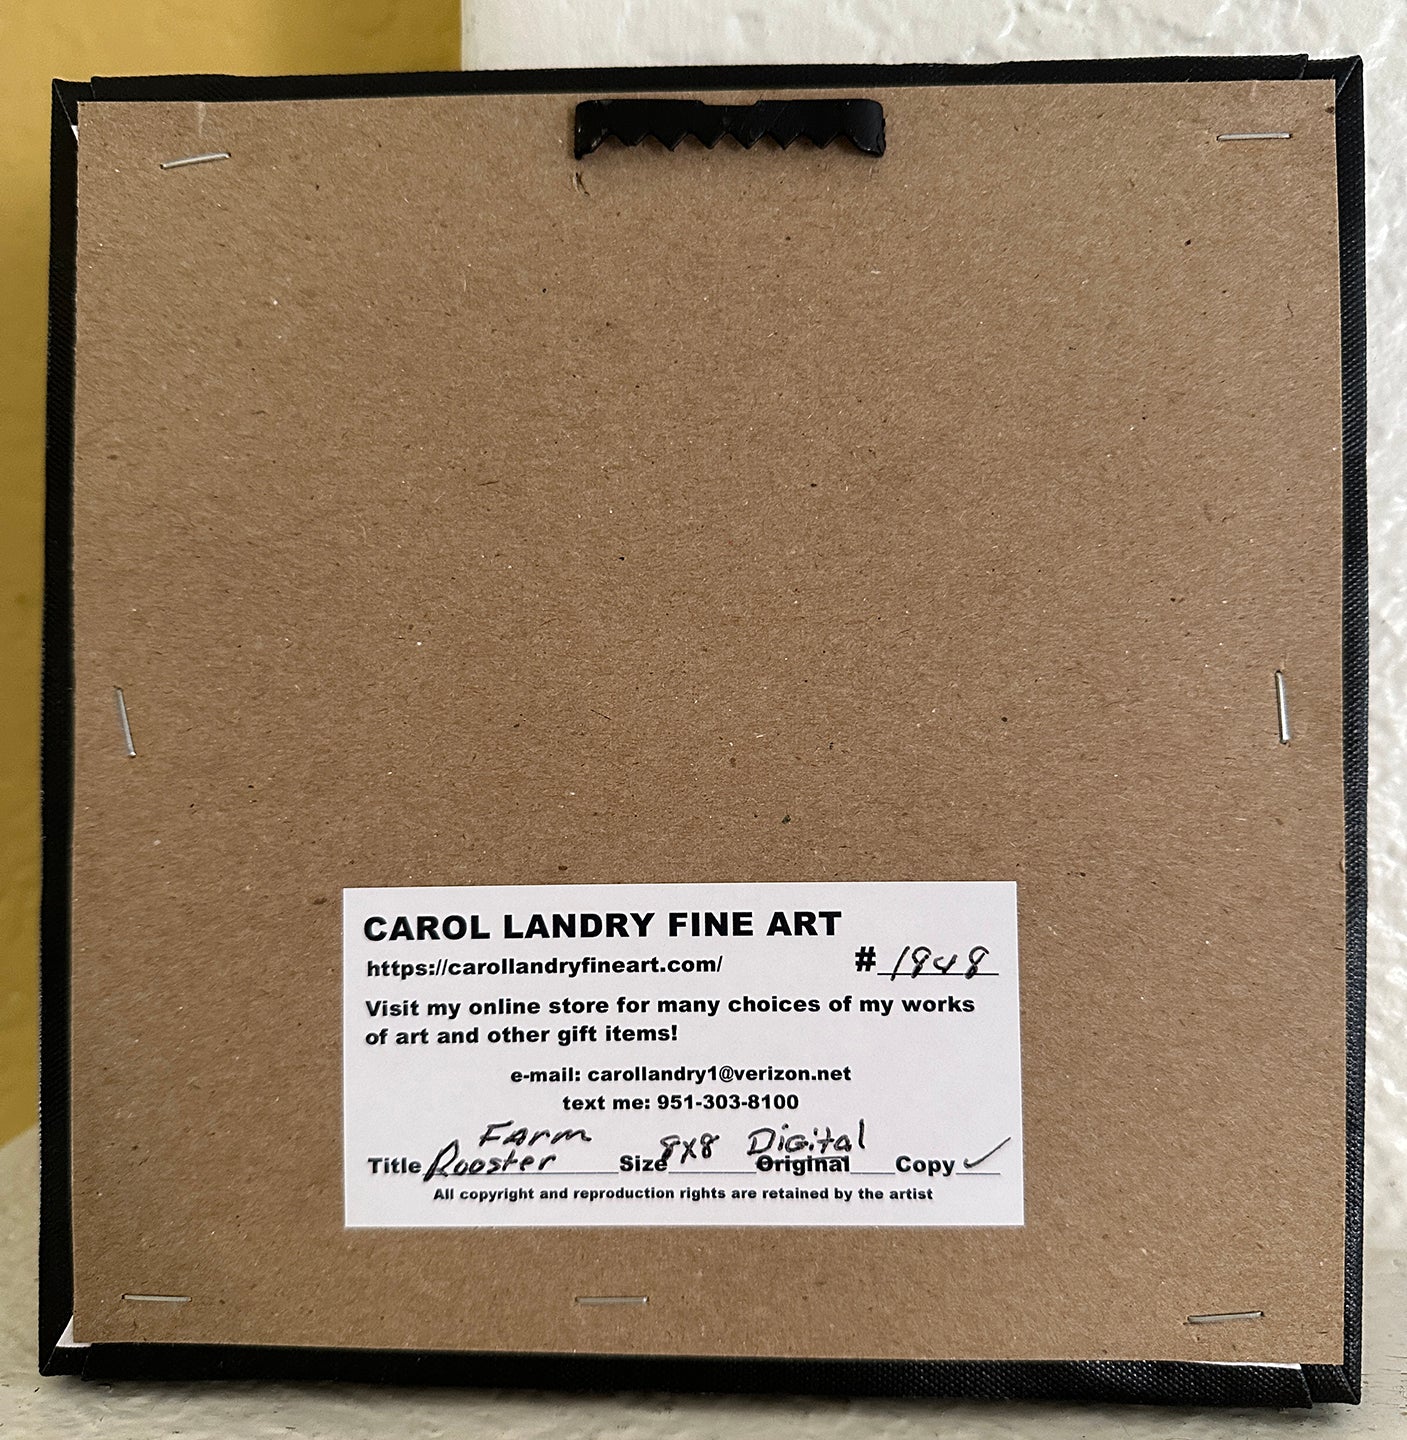 CAROL LANDRY FINE ART
https://carollandryfineart.com/ # 1948
Visit my online store for many choices of my works
of art and other gift items!
e-mail: carollandry1@verizon.net
text me: 951-303-8100
Farm
Title Rooster Size 8x8 Digital Original Copy ✓
All copyright and reproduction rights are retained by the artist